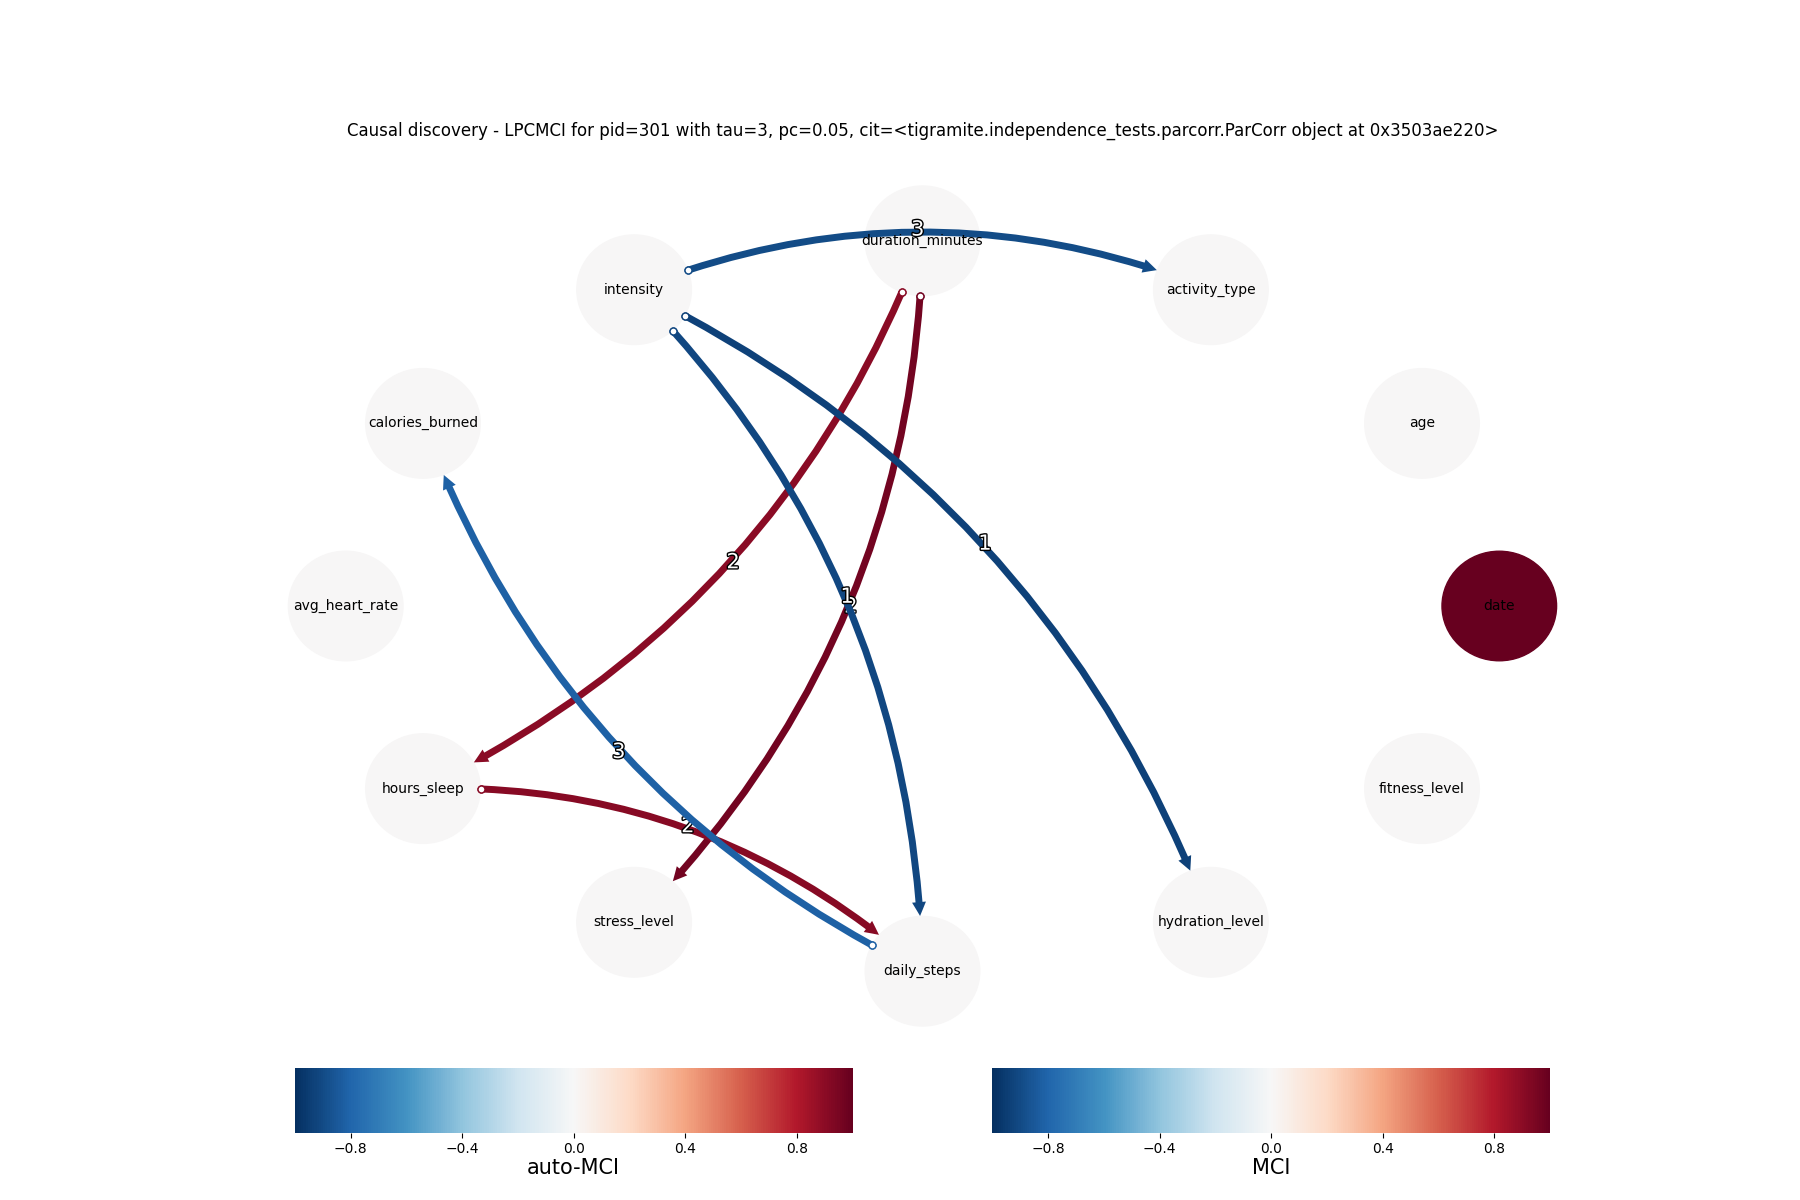 Causal discovery - LPCMCI for pid=301 with tau=3, pc=0.05, cit=<tigramite.independence_tests.parcorr.ParCorr object at 0x3503ae220>
3
duration_minutes
intensity
activity_type
calories_burned
age
1
2
1
2
avg_heart_rate
date
3
hours_sleep
fitness_level
2
stress_level
hydration_level
daily_steps
−0.8 −0.4 0.0 0.4 0.8
auto-MCI
−0.8 −0.4 0.0 0.4 0.8
MCI